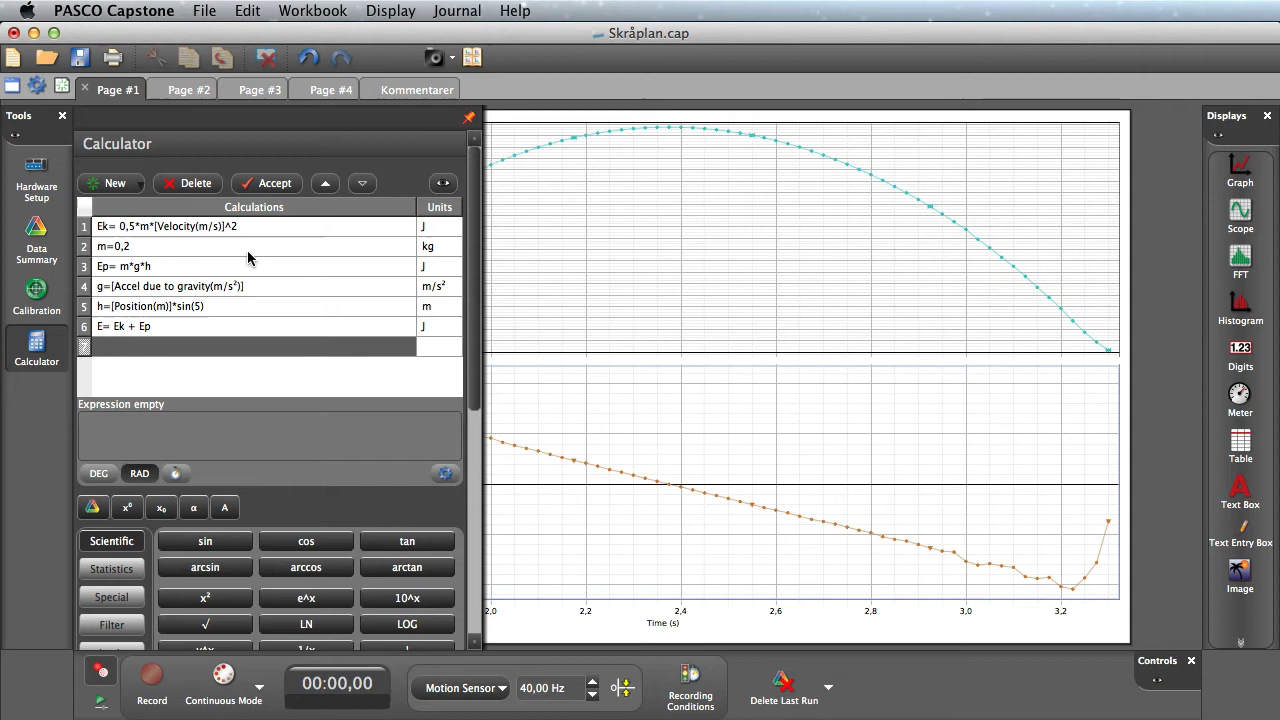 PASCO Capstone File Edit Workbook Display Journal Help
Skråplan.cap
Page #1 Page #2 Page #3 Page #4 Kommentarer
Tools
Hardware
Setup
Data
Summary
Calibration
Calculator
Calculator
New Delete Accept
Calculations Units
1 Ek= 0,5*m*[Velocity(m/s)]^2 J
2 m=0,2 kg
3 Ep= m*g*h J
4 g=[Accel due to gravity(m/s²)] m/s²
5 h=[Position(m)]*sin(5) m
6 E= Ek + Ep J
Expression empty
DEG RAD
x⁰ x₀ α A
Scientific sin cos tan
Statistics arcsin arccos arctan
Special x² e^x 10^x
Filter √ LN LOG
2,0 2,2 2,4 2,6 2,8 3,0 3,2
Time (s)
Displays
Graph
Scope
FFT
Histogram
1.23
Digits
Meter
Table
Text Box
Text Entry Box
Image
Record
Continuous Mode
00:00,00
Motion Sensor 40,00 Hz
Recording
Conditions
Delete Last Run
Controls